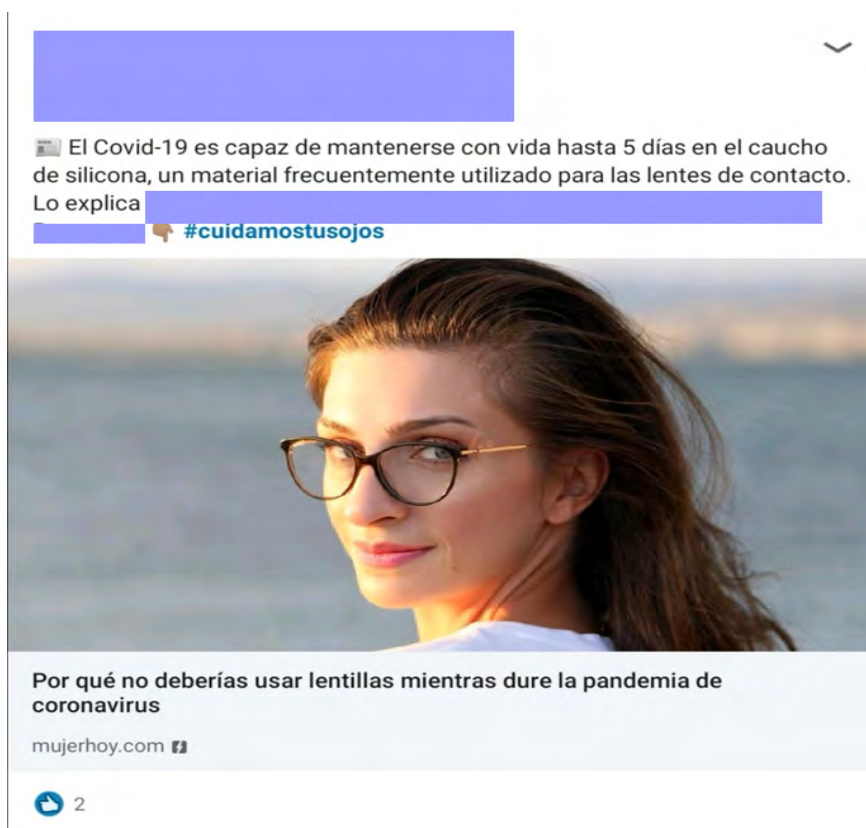 El Covid-19 es capaz de mantenerse con vida hasta 5 días en el caucho
de silicona, un material frecuentemente utilizado para las lentes de contacto.
Lo explica
#cuidamostusojos
Por qué no deberías usar lentillas mientras dure la pandemia de
coronavirus
mujerhoy.com
2